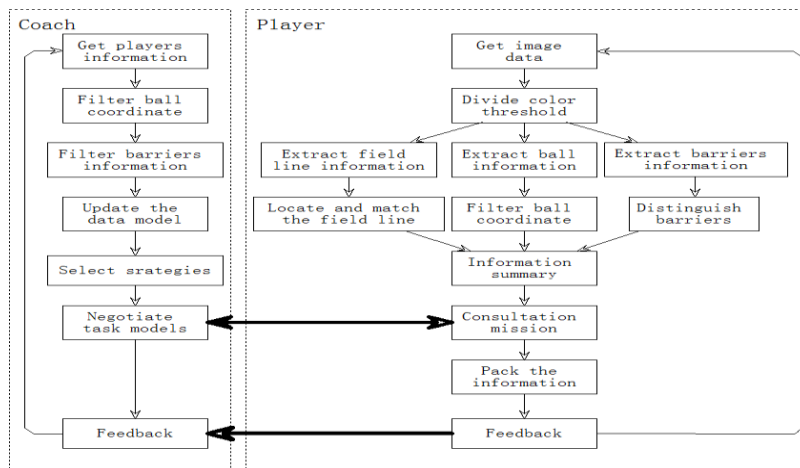 Coach
Get players
information
Filter ball
coordinate
Filter barriers
information
Update the
data model
Select srategies
Negotiate
task models
Feedback
Player
Get image
data
Divide color
threshold
Extract field
line information
Extract ball
information
Extract barriers
information
Locate and match
the field line
Filter ball
coordinate
Distinguish
barriers
Information
summary
Consultation
mission
Pack the
information
Feedback